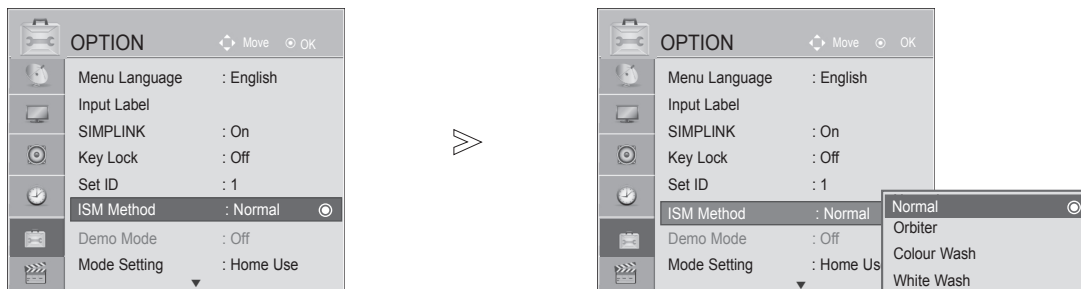 OPTION Move OK
Menu Language : English
Input Label
SIMPLINK : On
Key Lock : Off
Set ID : 1
ISM Method : Normal
Demo Mode : Off
Mode Setting : Home Use
OPTION Move OK
Menu Language : English
Input Label
SIMPLINK : On
Key Lock : Off
Set ID : 1
ISM Method : Normal
Demo Mode : Off
Mode Setting : Home Us
Normal
Orbiter
Colour Wash
White Wash